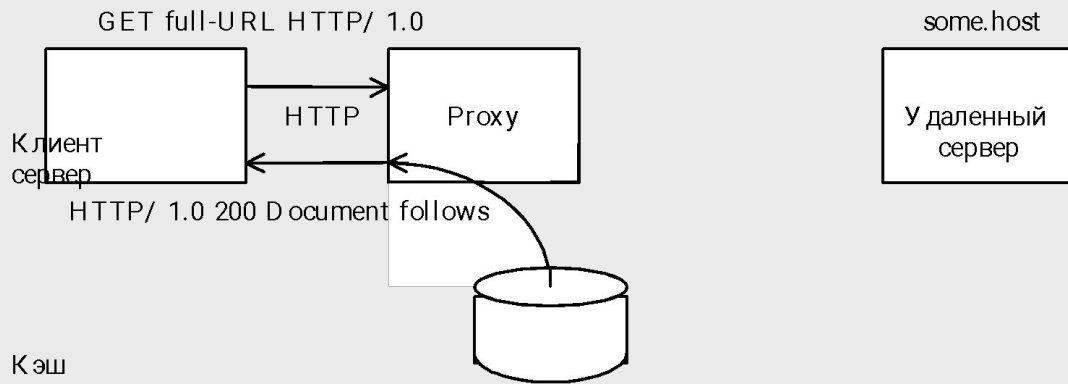 GET full-URL HTTP/ 1.0
some.host
HTTP
Proxy
Удаленный
сервер
Клиент
сервер
HTTP/ 1.0 200 Document follows
Кэш